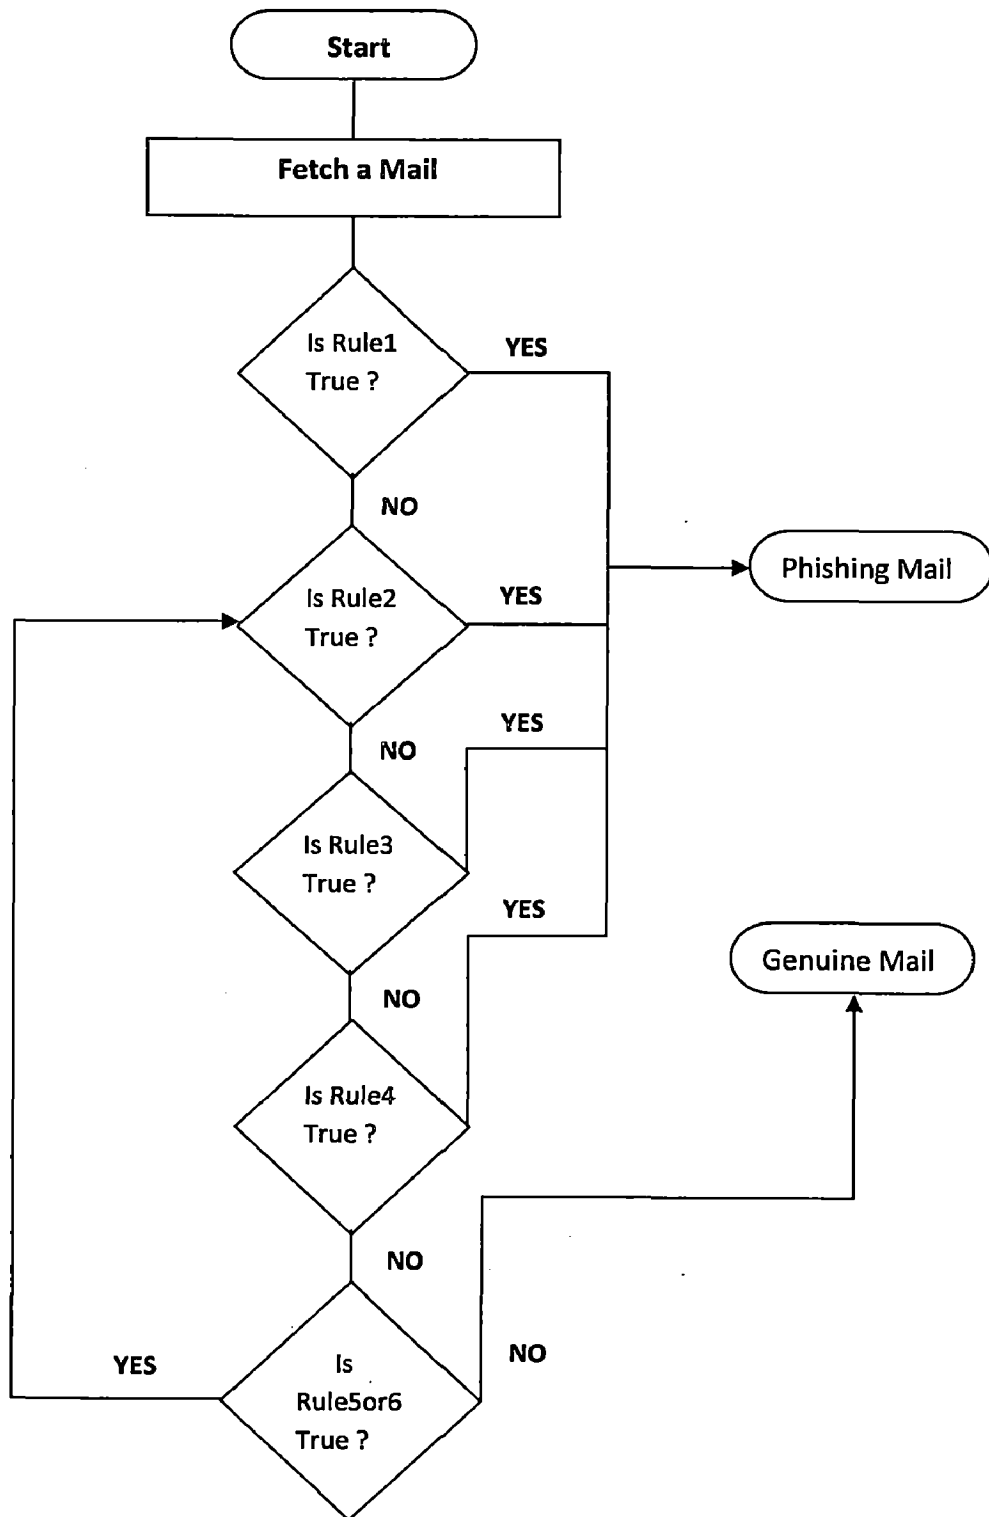 Start
Fetch a Mail
Is Rule1
True ?
YES
NO
Is Rule2
True ?
YES
Phishing Mail
NO
YES
Is Rule3
True ?
YES
NO
Genuine Mail
Is Rule4
True ?
NO
YES
Is
Rule5or6
True ?
NO